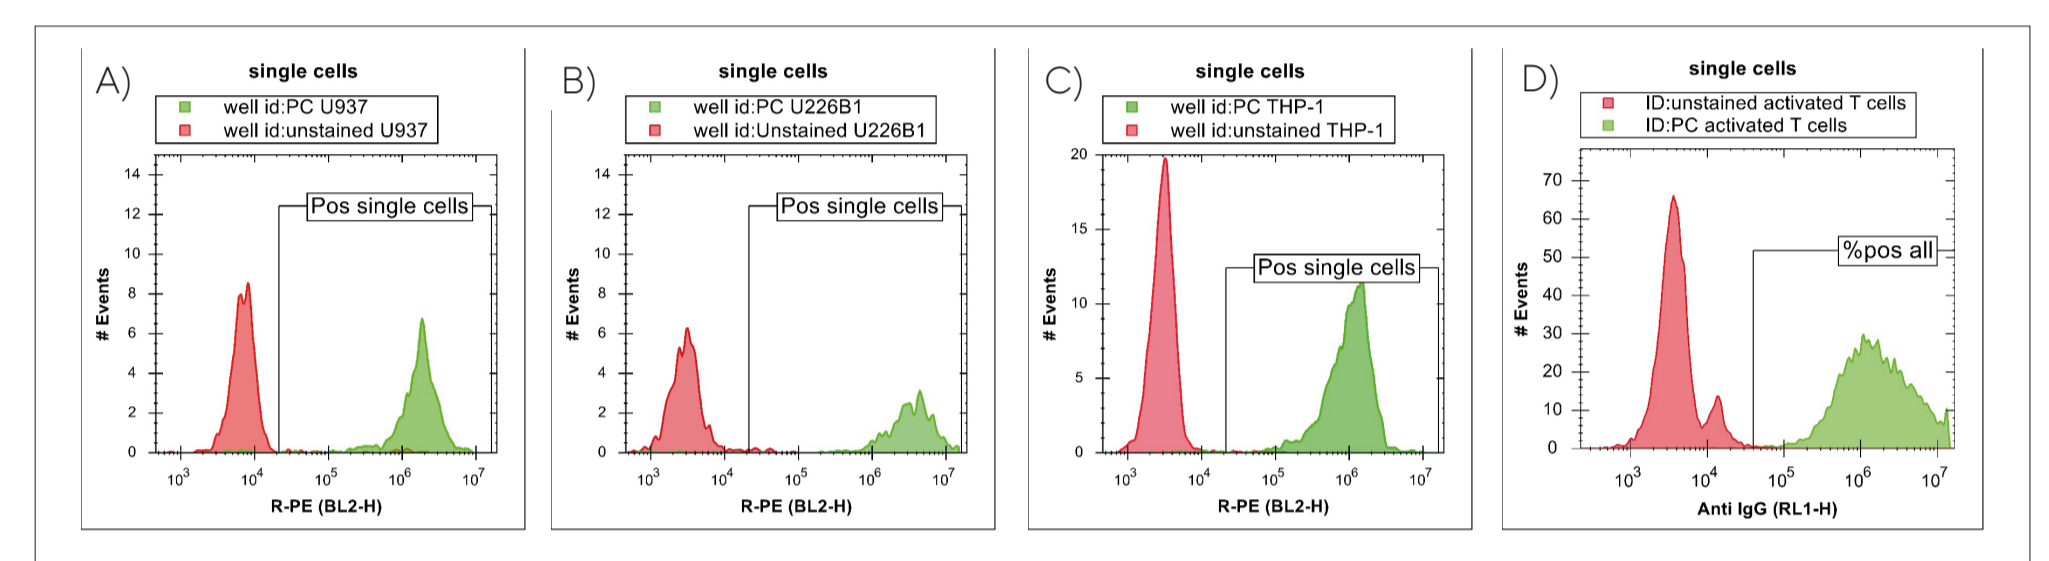 A)
single cells
well id:PC U937
well id:unstained U937
14
12
10
8
6
4
2
0
# Events
Pos single cells
10³ 10⁴ 10⁵ 10⁶ 10⁷
R-PE (BL2-H)
B)
single cells
well id:PC U226B1
well id:Unstained U226B1
14
12
10
8
6
4
2
0
# Events
Pos single cells
10³ 10⁴ 10⁵ 10⁶ 10⁷
R-PE (BL2-H)
C)
single cells
well id:PC THP-1
well id:unstained THP-1
20
15
10
5
0
# Events
Pos single cells
10³ 10⁴ 10⁵ 10⁶ 10⁷
R-PE (BL2-H)
D)
single cells
ID:unstained activated T cells
ID:PC activated T cells
70
60
50
40
30
20
10
0
# Events
%pos all
10³ 10⁴ 10⁵ 10⁶ 10⁷
Anti IgG (RL1-H)